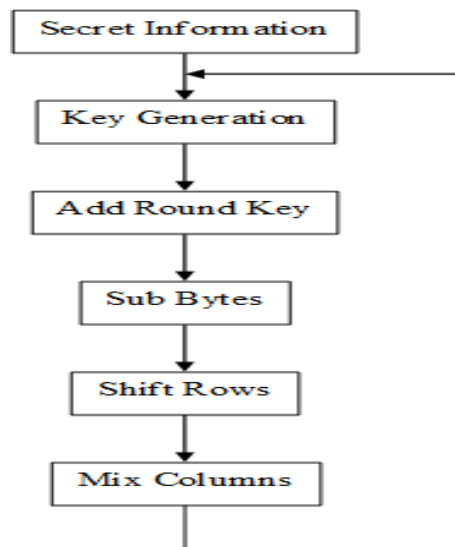 Secret Information
Key Generation
Add Round Key
Sub Bytes
Shift Rows
Mix Columns